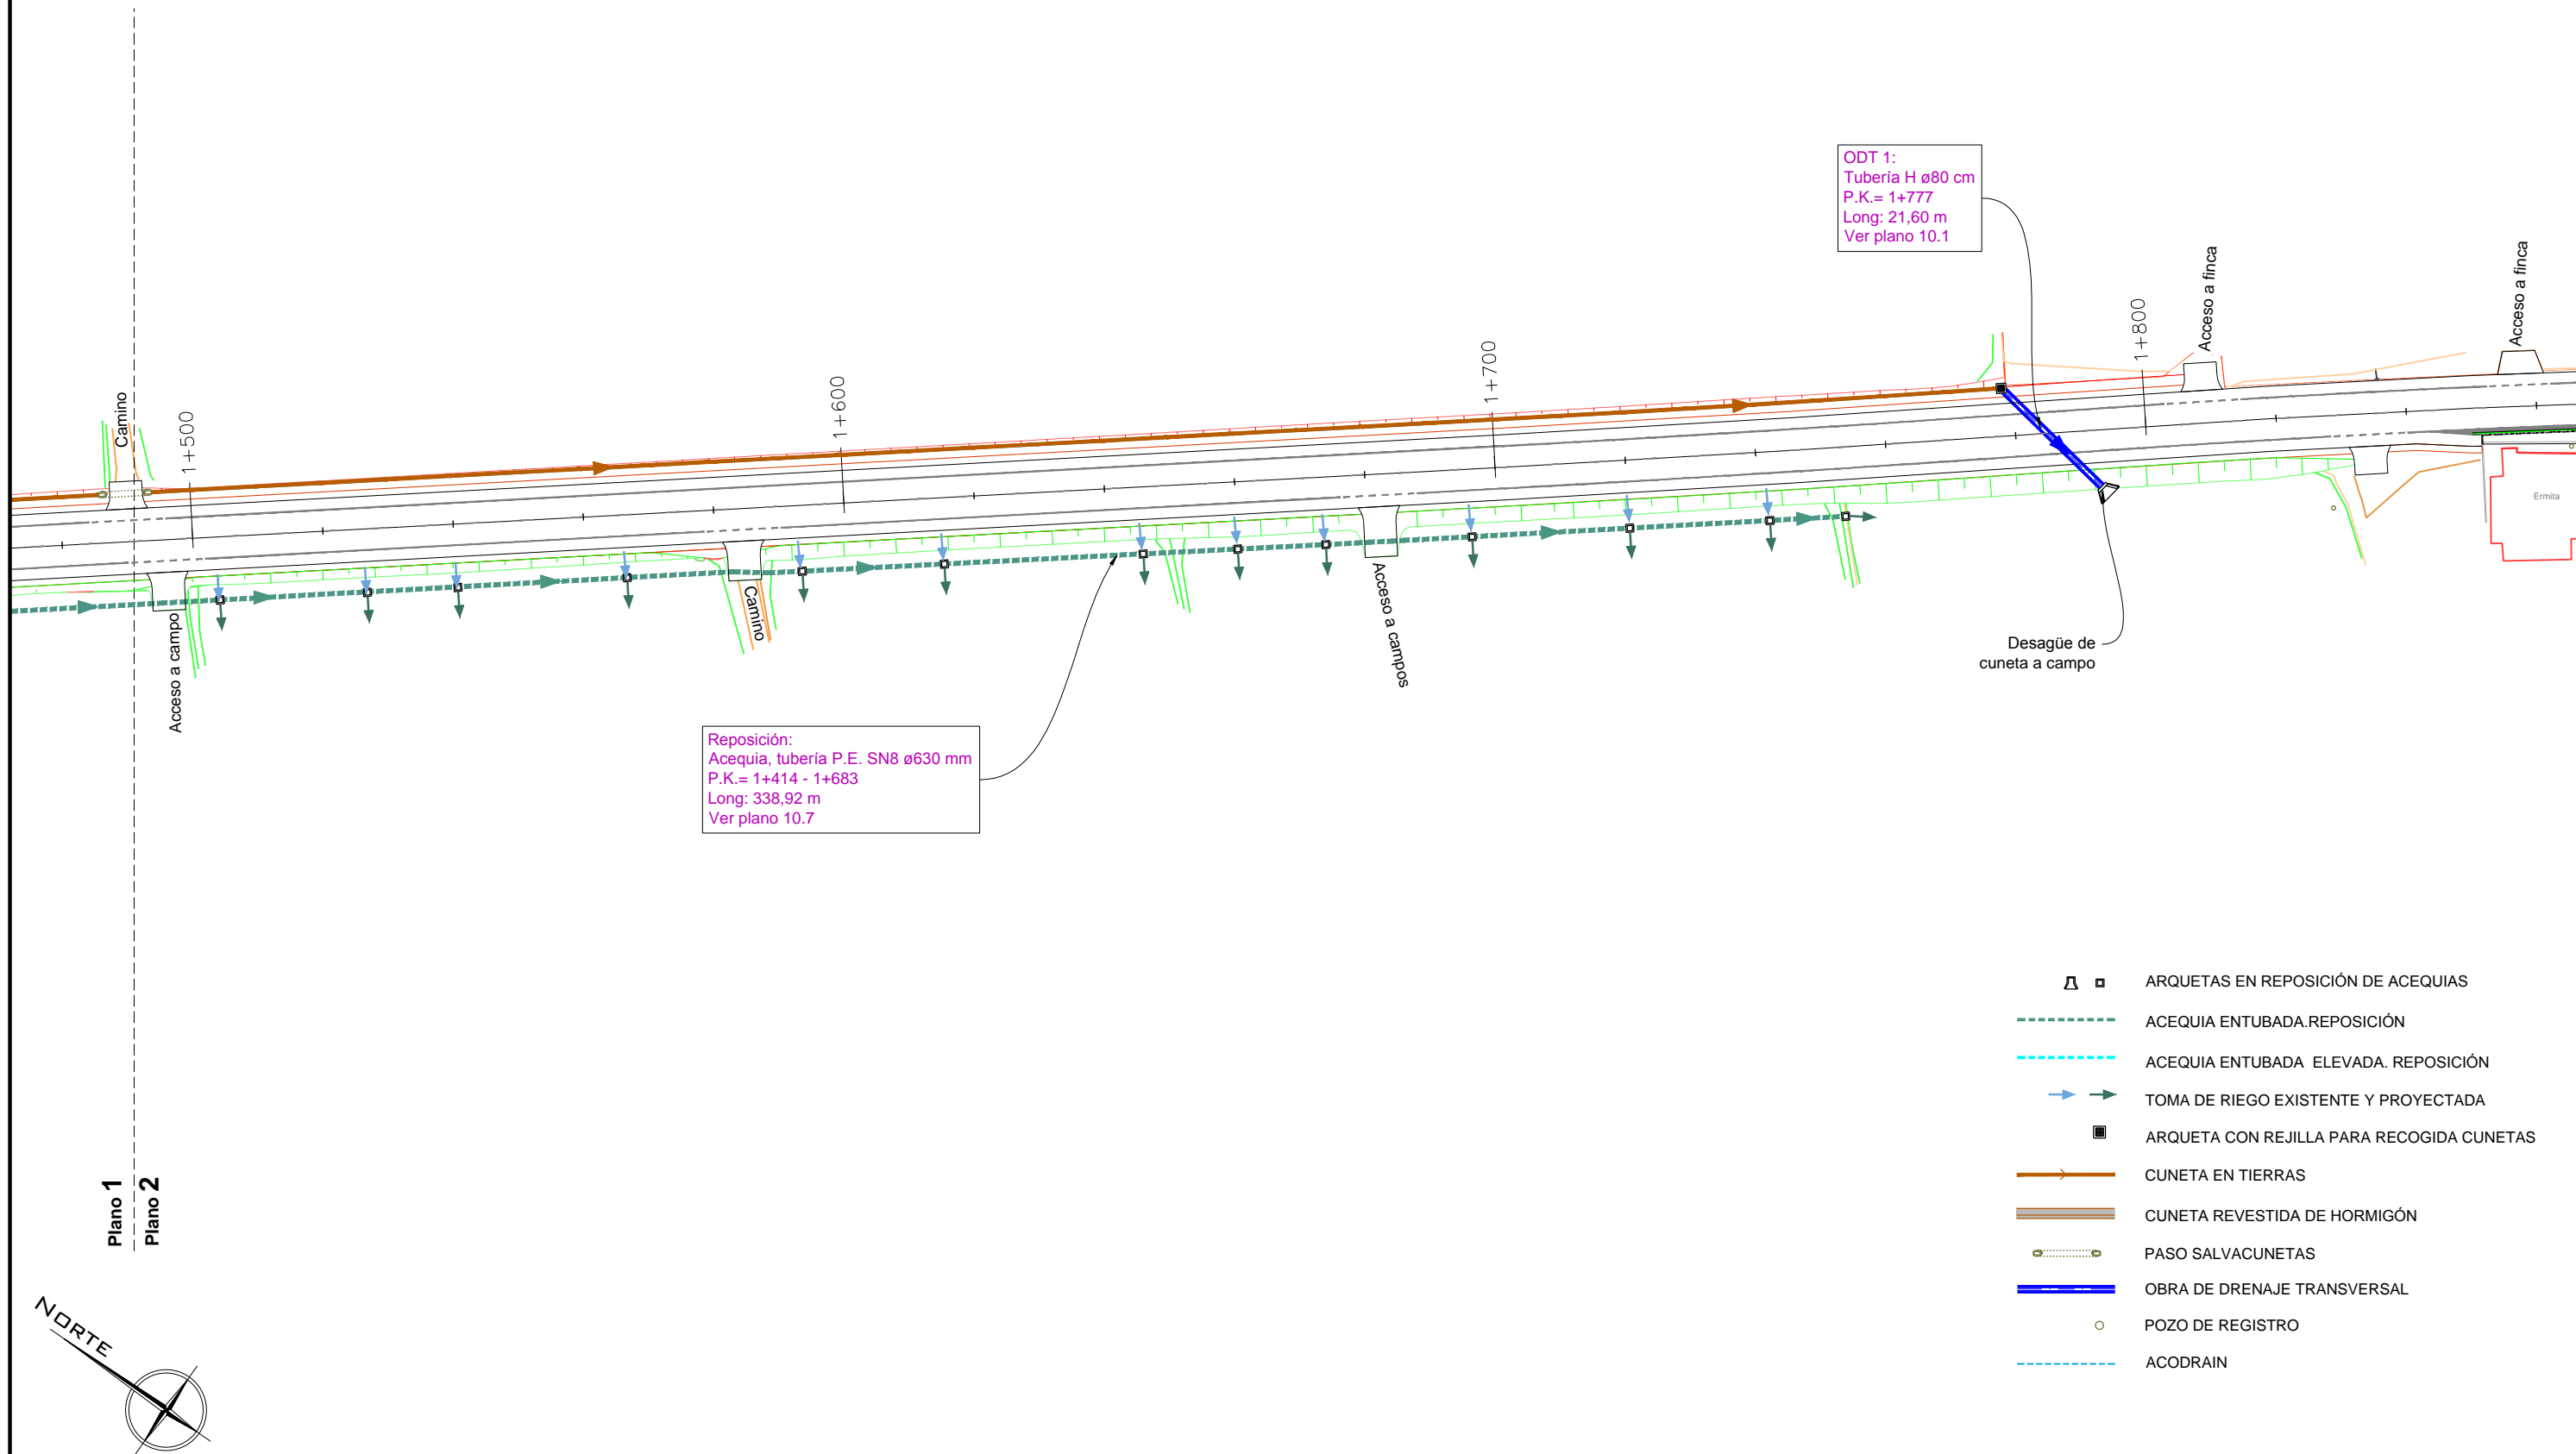 ODT 1:
Tubería H ø80 cm
P.K.= 1+777
Long: 21,60 m
Ver plano 10.1
Camino
1+500
1+600
1+700
1+800
Acceso a finca
Acceso a finca
Ermita
Acceso a campo
Camino
Acceso a campos
Desagüe de
cuneta a campo
Reposición:
Acequia, tubería P.E. SN8 ø630 mm
P.K.= 1+414 - 1+683
Long: 338,92 m
Ver plano 10.7
ARQUETAS EN REPOSICIÓN DE ACEQUIAS
ACEQUIA ENTUBADA.REPOSICIÓN
ACEQUIA ENTUBADA ELEVADA. REPOSICIÓN
TOMA DE RIEGO EXISTENTE Y PROYECTADA
ARQUETA CON REJILLA PARA RECOGIDA CUNETAS
CUNETA EN TIERRAS
CUNETA REVESTIDA DE HORMIGÓN
PASO SALVACUNETAS
OBRA DE DRENAJE TRANSVERSAL
POZO DE REGISTRO
ACODRAIN
Plano 1
Plano 2
NORTE